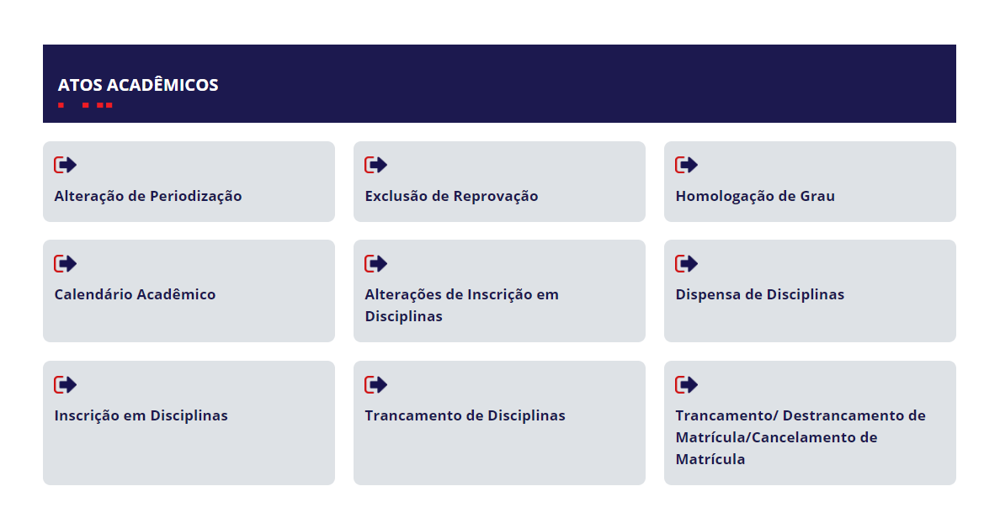 ATOS ACADÊMICOS
Alteração de Periodização
Exclusão de Reprovação
Homologação de Grau
Calendário Acadêmico
Alterações de Inscrição em
Disciplinas
Dispensa de Disciplinas
Inscrição em Disciplinas
Trancamento de Disciplinas
Trancamento/ Destrancamento de
Matrícula/Cancelamento de
Matrícula